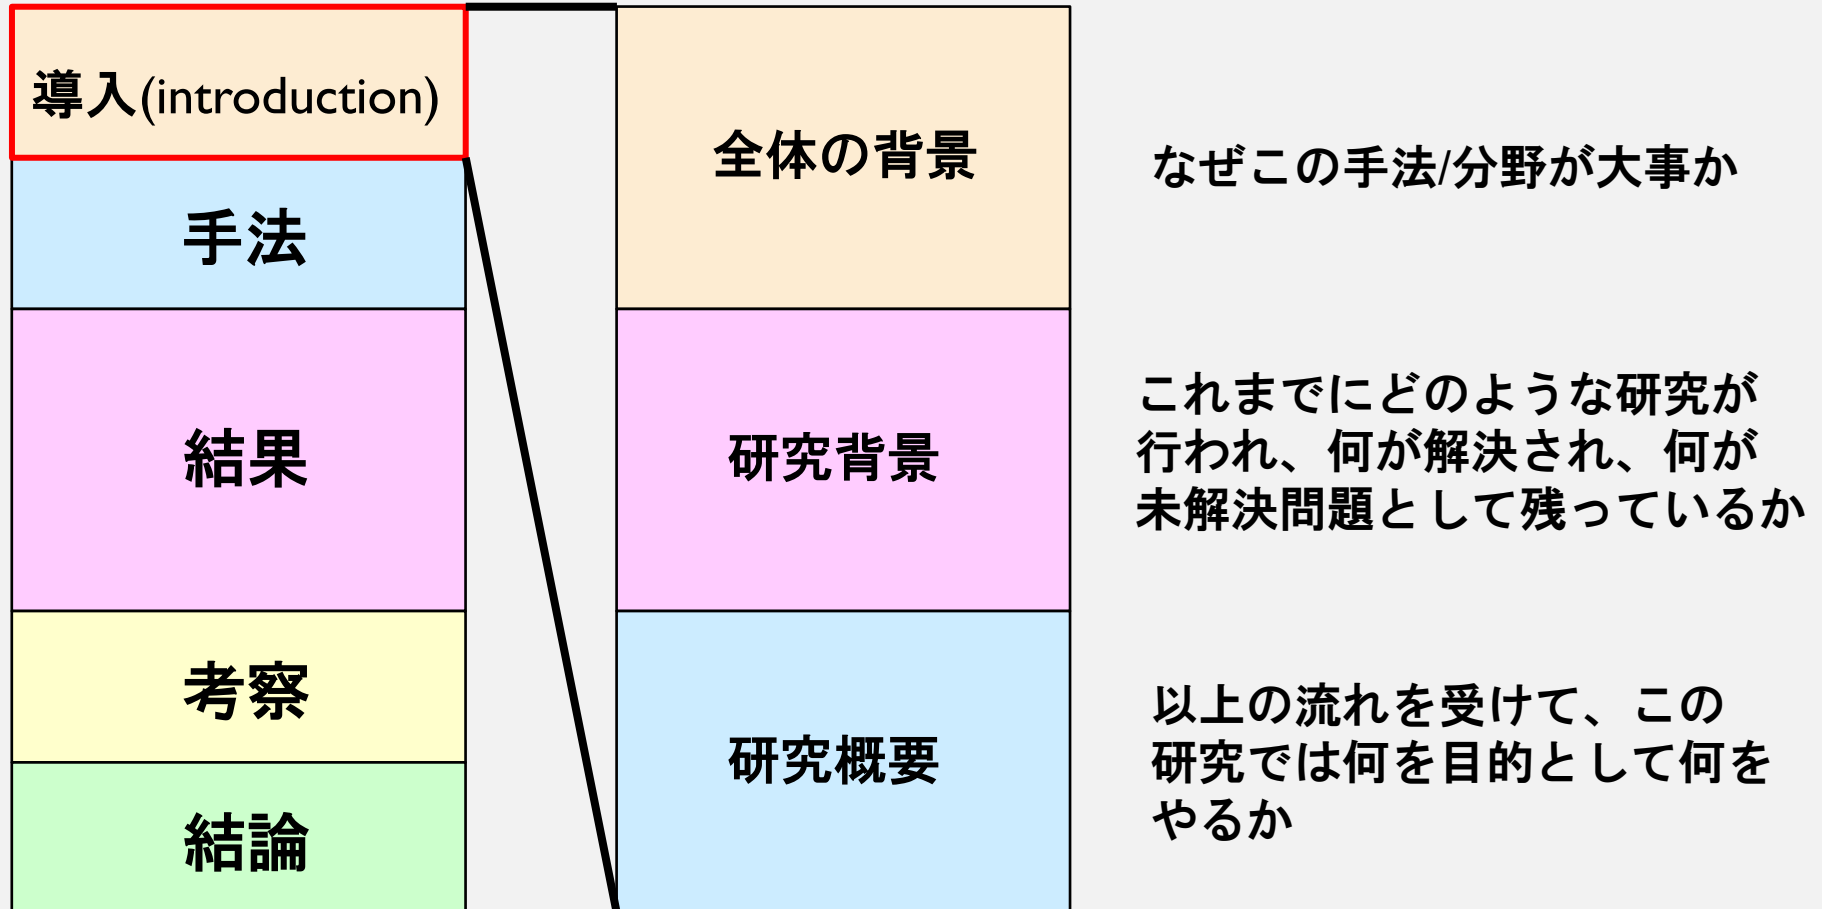 導入(introduction)
手法
結果
考察
結論
全体の背景
研究背景
研究概要
なぜこの手法/分野が大事か
これまでにどのような研究が
行われ、何が解決され、何が
未解決問題として残っているか
以上の流れを受けて、この
研究では何を目的として何を
やるか